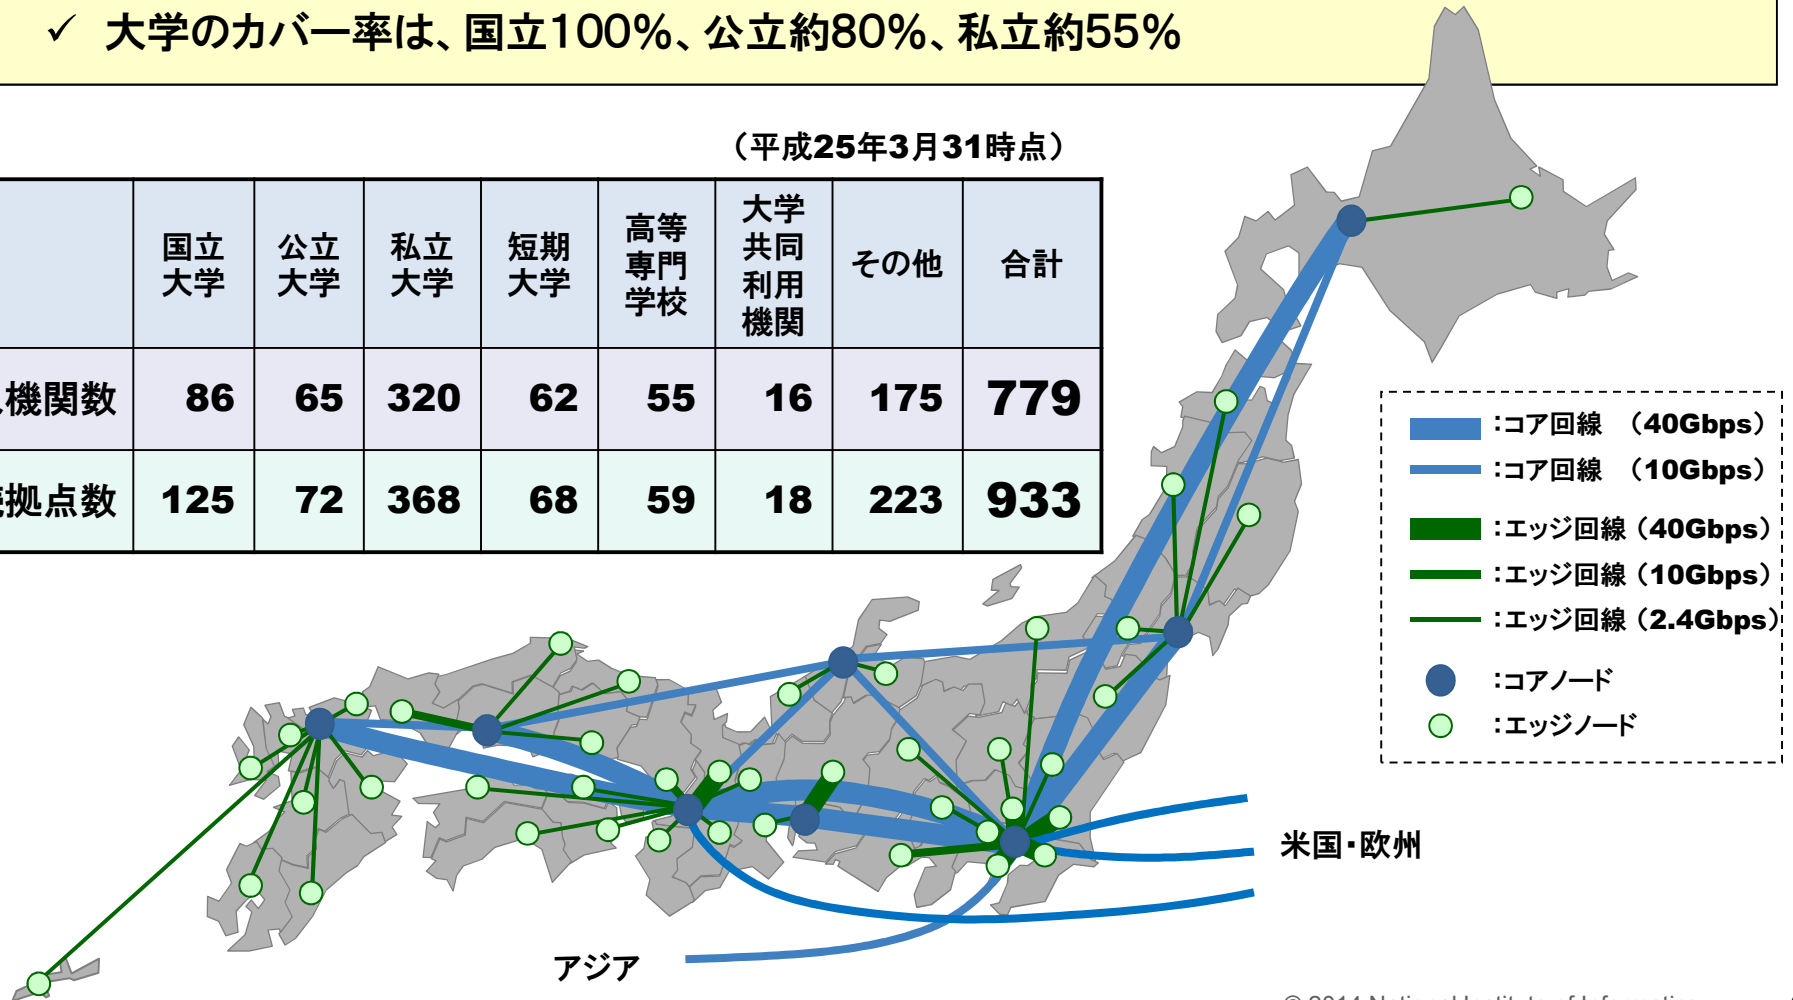 ✓ 大学のカバー率は、国立100%、公立約80%、私立約55%
（平成25年3月31時点）
国立大学 公立大学 私立大学 短期大学 高等専門学校 大学共同利用機関 その他 合計
機関数 86 65 320 62 55 16 175 779
拠点数 125 72 368 68 59 18 223 933
：コア回線 （40Gbps）
：コア回線 （10Gbps）
：エッジ回線（40Gbps）
：エッジ回線（10Gbps）
：エッジ回線（2.4Gbps）
：コアノード
：エッジノード
米国・欧州
アジア
© 2014 National Institute of Informatics